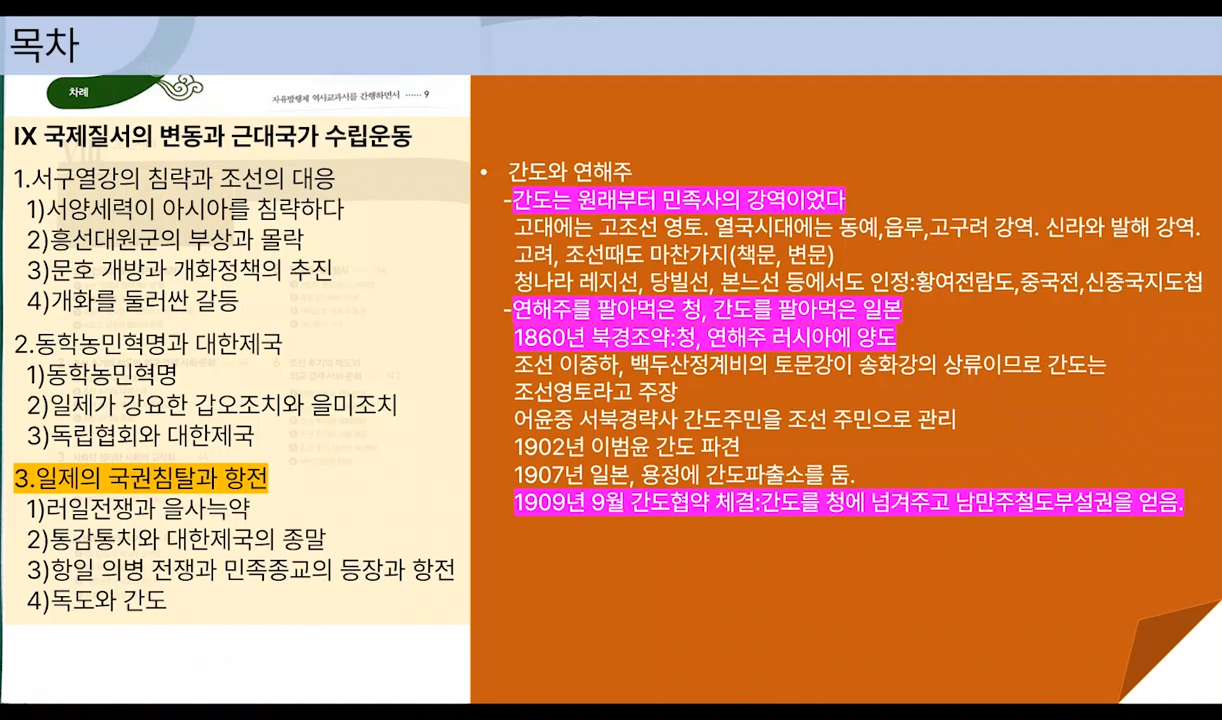 목차
차례
자유발행제 역사교과서를 간행하면서 ······ 9
IX 국제질서의 변동과 근대국가 수립운동
1.서구열강의 침략과 조선의 대응
1)서양세력이 아시아를 침략하다
2)흥선대원군의 부상과 몰락
3)문호 개방과 개화정책의 추진
4)개화를 둘러싼 갈등
2.동학농민혁명과 대한제국
1)동학농민혁명
2)일제가 강요한 갑오조치와 을미조치
3)독립협회와 대한제국
3.일제의 국권침탈과 항전
1)러일전쟁과 을사늑약
2)통감통치와 대한제국의 종말
3)항일 의병 전쟁과 민족종교의 등장과 항전
4)독도와 간도
• 간도와 연해주
-간도는 원래부터 민족사의 강역이었다
고대에는 고조선 영토. 열국시대에는 동예,읍루,고구려 강역. 신라와 발해 강역.
고려, 조선때도 마찬가지(책문, 변문)
청나라 레지선, 당빌선, 본느선 등에서도 인정:황여전람도,중국전,신중국지도첩
-연해주를 팔아먹은 청, 간도를 팔아먹은 일본
1860년 북경조약:청, 연해주 러시아에 양도
조선 이중하, 백두산정계비의 토문강이 송화강의 상류이므로 간도는
조선영토라고 주장
어윤중 서북경략사 간도주민을 조선 주민으로 관리
1902년 이범윤 간도 파견
1907년 일본, 용정에 간도파출소를 둠.
1909년 9월 간도협약 체결:간도를 청에 넘겨주고 남만주철도부설권을 얻음.